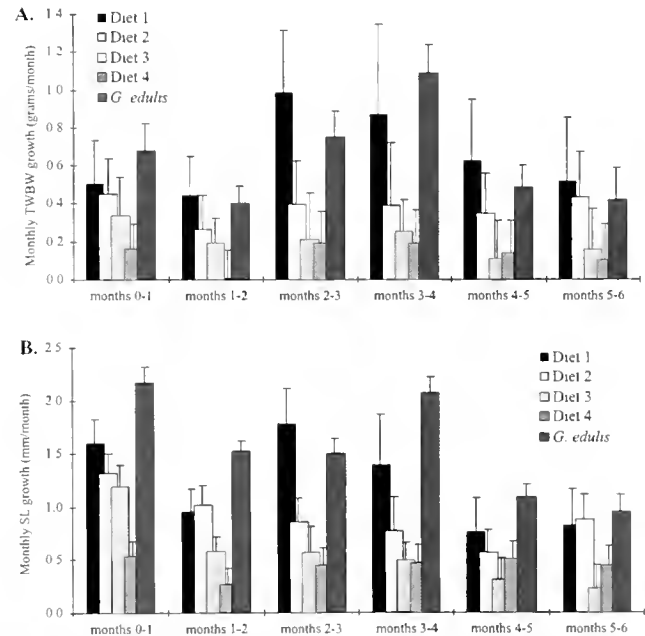 A.
Diet 1
Diet 2
Diet 3
Diet 4
G. edulis
Monthly TWBW growth (grams/month)
1.4
1.2
1.0
0.8
0.6
0.4
0.2
0.0
months 0-1 months 1-2 months 2-3 months 3-4 months 4-5 months 5-6
B.
Diet 1
Diet 2
Diet 3
Diet 4
G. edulis
Monthly SL growth (mm/month)
2.5
2.0
1.5
1.0
0.5
0.0
months 0-1 months 1-2 months 2-3 months 3-4 months 4-5 months 5-6